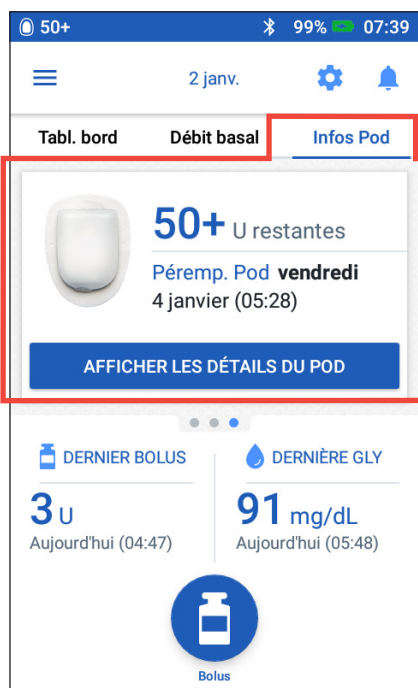 50+ 99% 07:39
2 janv.
Tabl. bord Débit basal Infos Pod
50+ U restantes
Péremp. Pod vendredi
4 janvier (05:28)
AFFICHER LES DÉTAILS DU POD
DERNIER BOLUS DERNIÈRE GLY
3 U 91 mg/dL
Aujourd'hui (04:47) Aujourd'hui (05:48)
Bolus